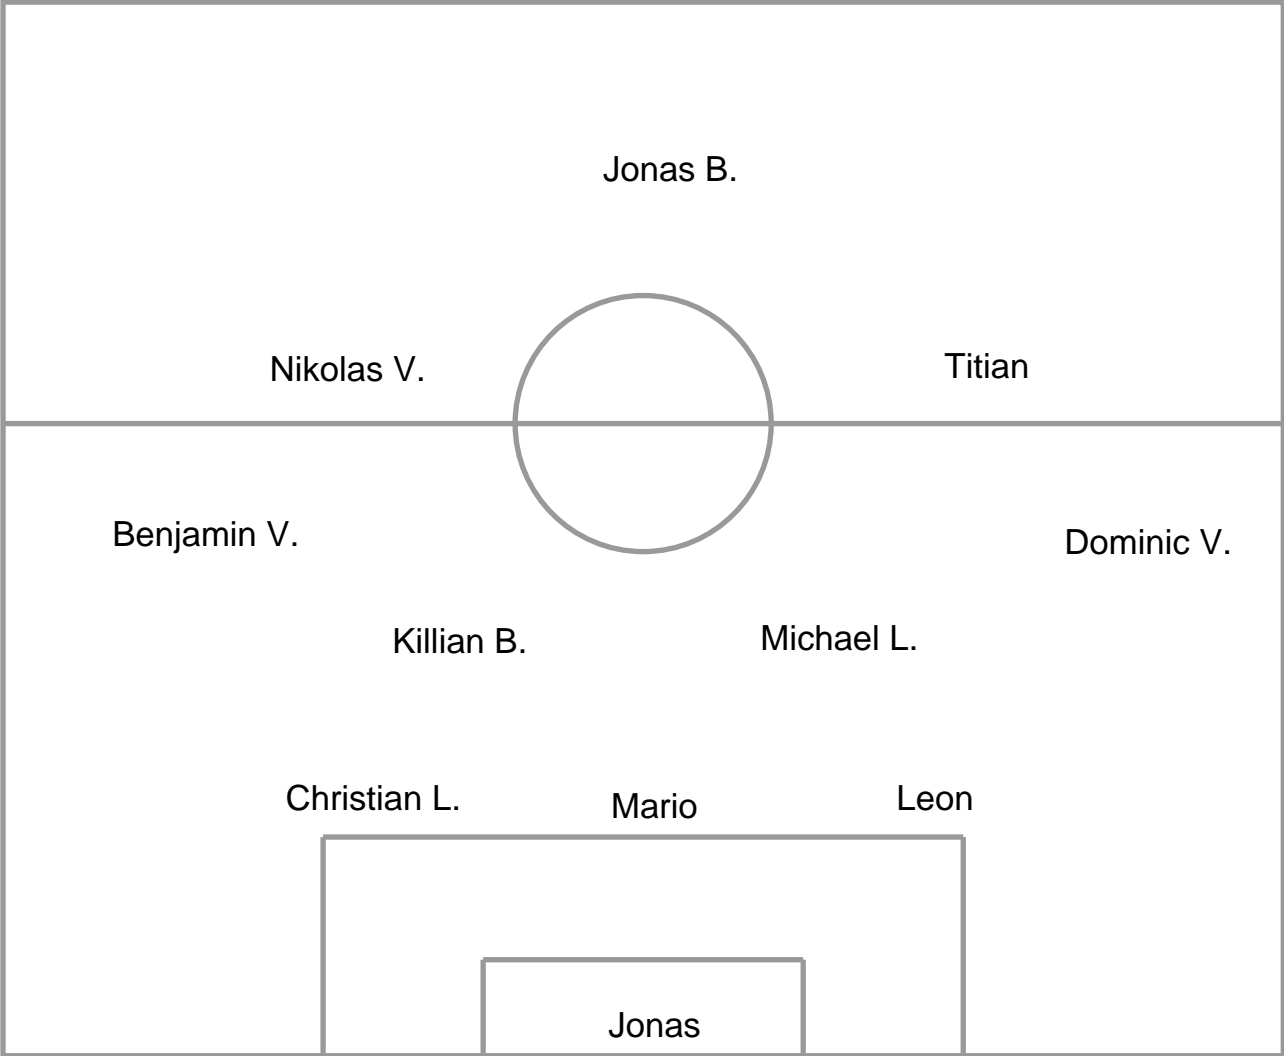 Jonas B.
Nikolas V.
Titian
Benjamin V.
Dominic V.
Killian B.
Michael L.
Christian L.
Mario
Leon
Jonas